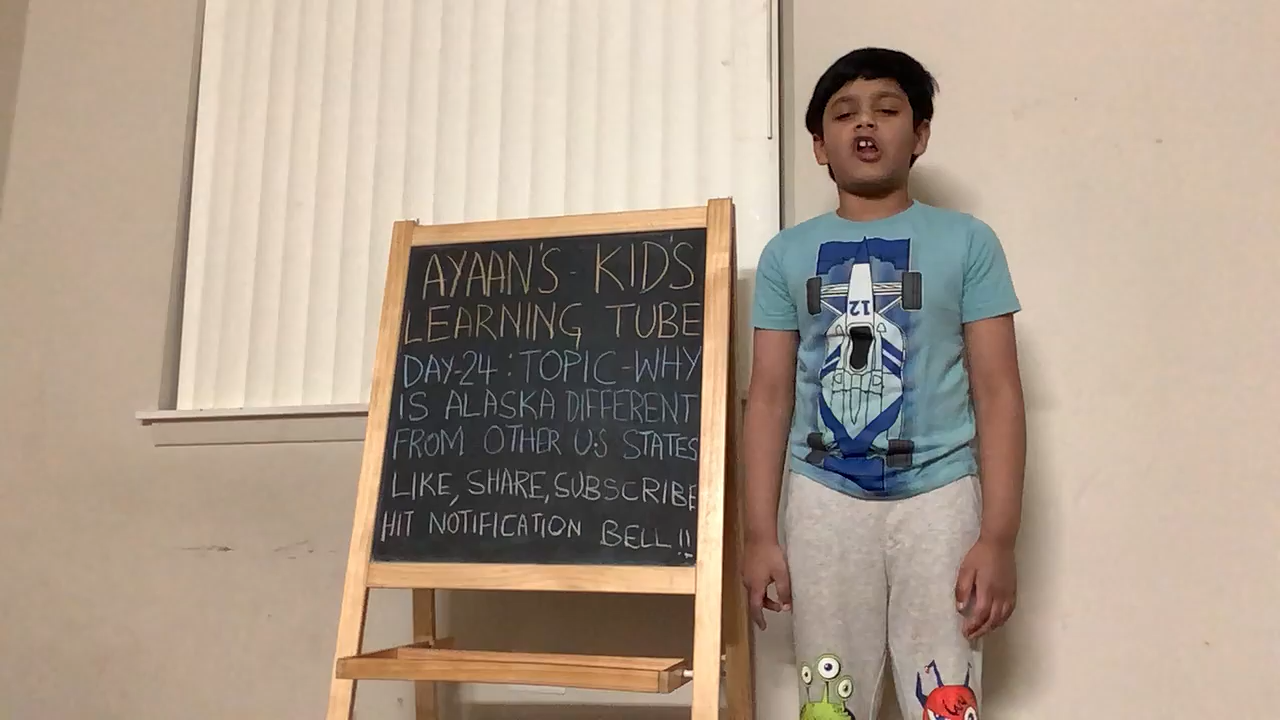 AYAAN'S - KID'S
LEARNING TUBE
DAY-24 : TOPIC - WHY
IS ALASKA DIFFERENT
FROM OTHER U.S STATES
LIKE, SHARE, SUBSCRIBE
HIT NOTIFICATION BELL !!
12